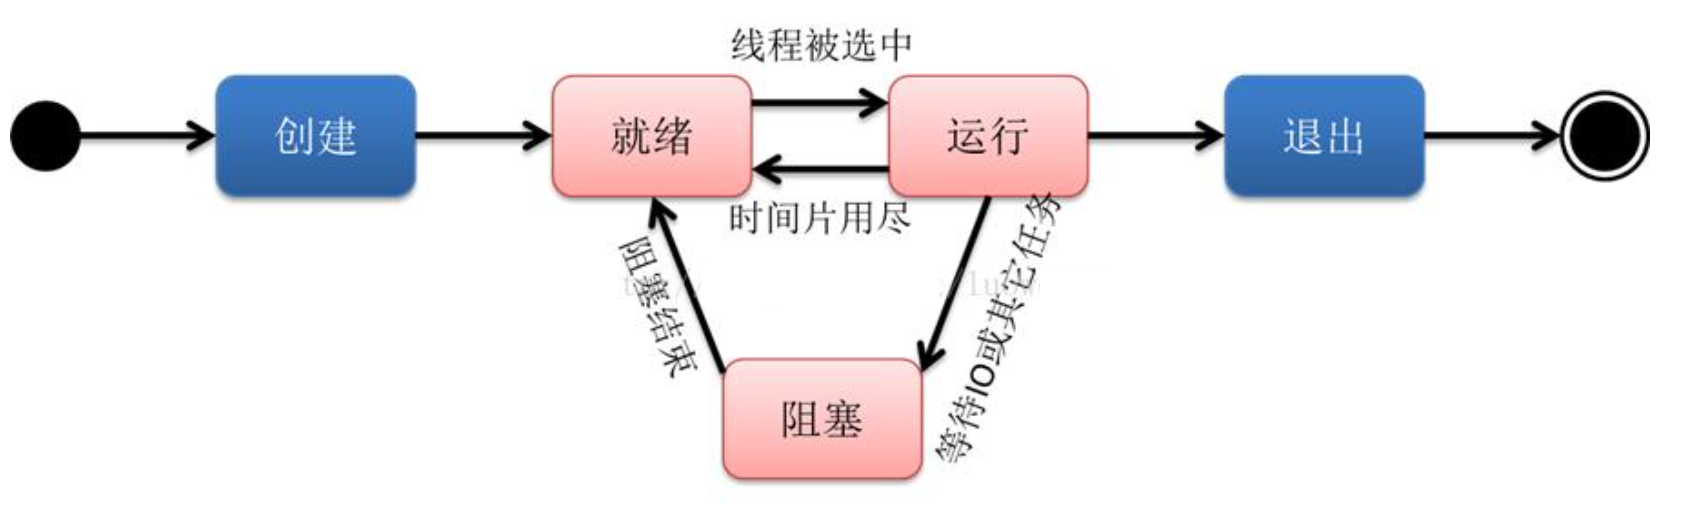 线程被选中
创建
就绪
运行
退出
时间片用尽
阻塞结束
等待IO或其它任务
阻塞